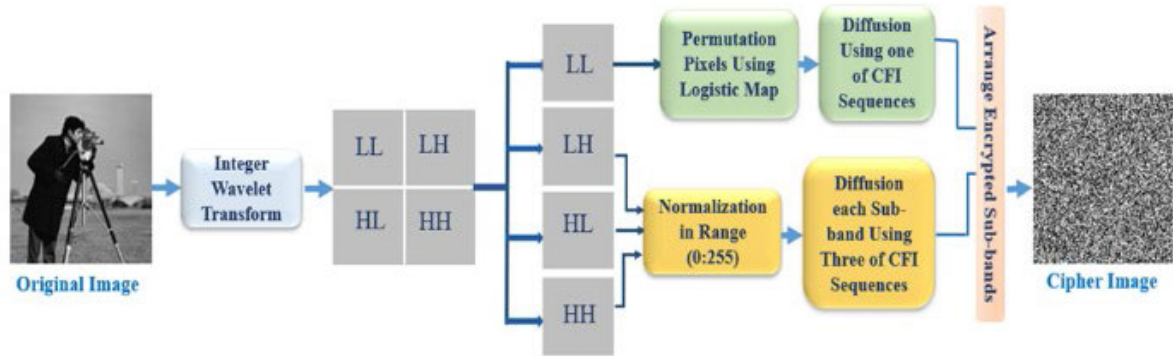 Original Image
Integer
Wavelet
Transform
LL
LH
HL
HH
LL
LH
HL
HH
Permutation
Pixels Using
Logistic Map
Diffusion
Using one
of CFI
Sequences
Normalization
in Range
(0:255)
Diffusion
each Sub-
band Using
Three of CFI
Sequences
Arrange Encrypted Sub-bands
Cipher Image